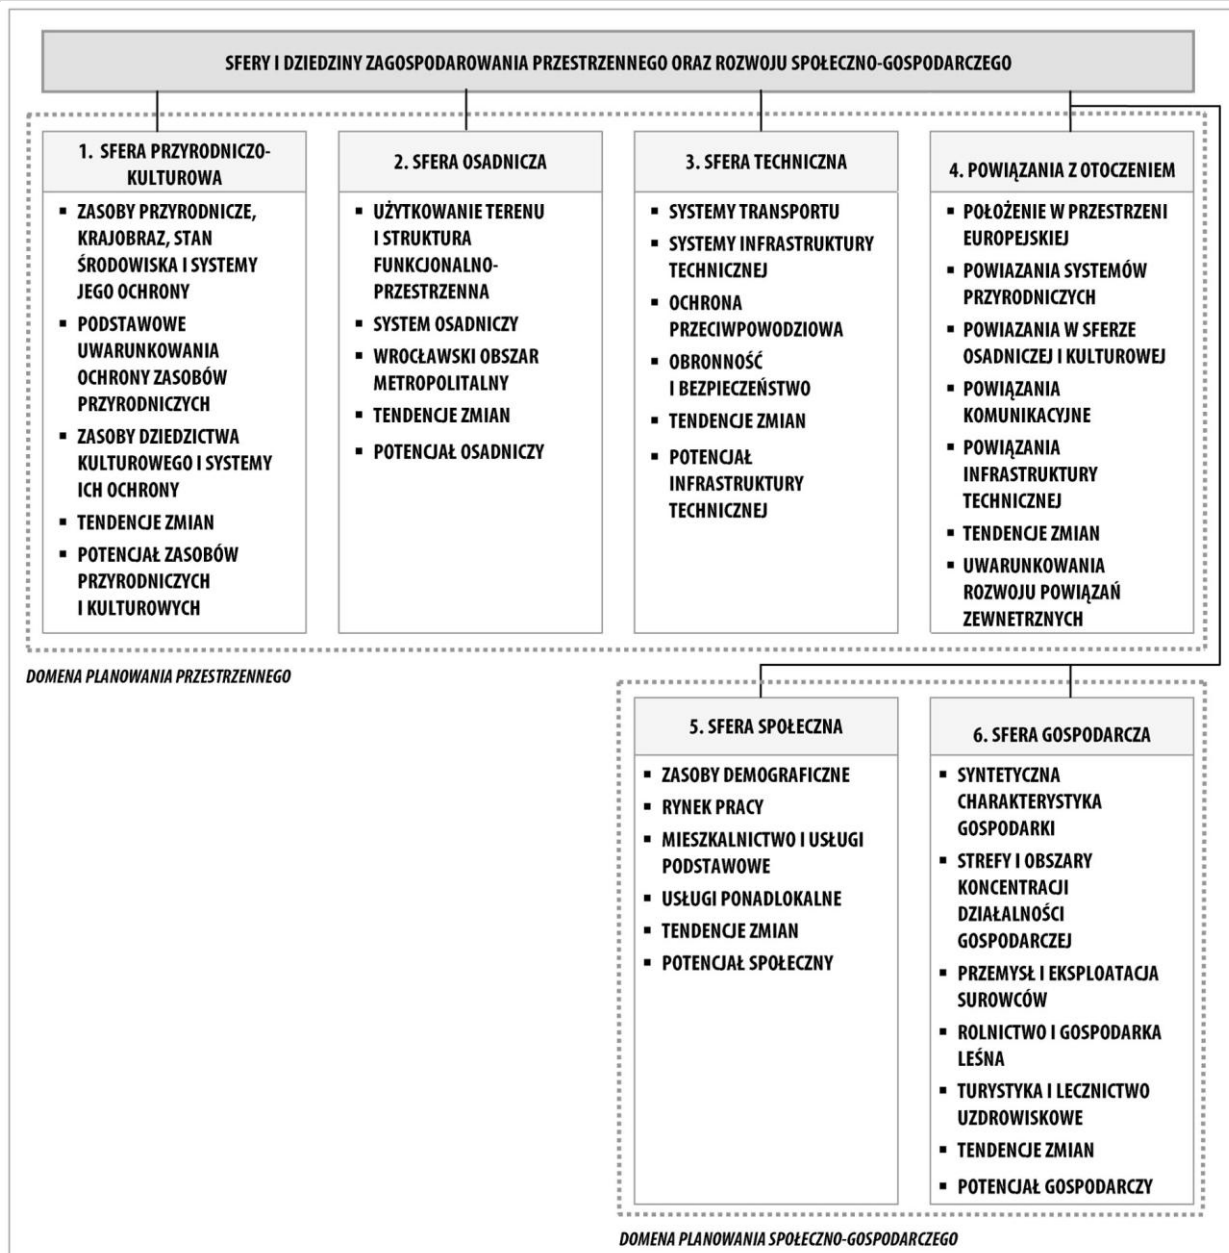 SFERY I DZIEDZINY ZAGOSPODAROWANIA PRZESTRZENNEGO ORAZ ROZWOJU SPOŁECZNO-GOSPODARCZEGO
1. SFERA PRZYRODNICZO-
KULTUROWA
▪ ZASOBY PRZYRODNICZE,
KRAJOBRAZ, STAN
ŚRODOWISKA I SYSTEMY
JEGO OCHRONY
▪ PODSTAWOWE
UWARUNKOWANIA
OCHRONY ZASOBÓW
PRZYRODNICZYCH
▪ ZASOBY DZIEDZICTWA
KULTUROWEGO I SYSTEMY
ICH OCHRONY
▪ TENDENCJE ZMIAN
▪ POTENCJAŁ ZASOBÓW
PRZYRODNICZYCH
I KULTUROWYCH
2. SFERA OSADNICZA
▪ UŻYTKOWANIE TERENU
I STRUKTURA
FUNKCJONALNO-
PRZESTRZENNA
▪ SYSTEM OSADNICZY
▪ WROCŁAWSKI OBSZAR
METROPOLITALNY
▪ TENDENCJE ZMIAN
▪ POTENCJAŁ OSADNICZY
3. SFERA TECHNICZNA
▪ SYSTEMY TRANSPORTU
▪ SYSTEMY INFRASTRUKTURY
TECHNICZNEJ
▪ OCHRONA
PRZECIWPOWODZIOWA
▪ OBRONNOŚĆ
I BEZPIECZEŃSTWO
▪ TENDENCJE ZMIAN
▪ POTENCJAŁ
INFRASTRUKTURY
TECHNICZNEJ
4. POWIĄZANIA Z OTOCZENIEM
▪ POŁOŻENIE W PRZESTRZENI
EUROPEJSKIEJ
▪ POWIAZANIA SYSTEMÓW
PRZYRODNICZYCH
▪ POWIAZANIA W SFERZE
OSADNICZEJ I KULTUROWEJ
▪ POWIĄZANIA
KOMUNIKACYJNE
▪ POWIĄZANIA
INFRASTRUKTURY
TECHNICZNEJ
▪ TENDENCJE ZMIAN
▪ UWARUNKOWANIA
ROZWOJU POWIĄZAŃ
ZEWNETRZNYCH
DOMENA PLANOWANIA PRZESTRZENNEGO
5. SFERA SPOŁECZNA
▪ ZASOBY DEMOGRAFICZNE
▪ RYNEK PRACY
▪ MIESZKALNICTWO I USŁUGI
PODSTAWOWE
▪ USŁUGI PONADLOKALNE
▪ TENDENCJE ZMIAN
▪ POTENCJAŁ SPOŁECZNY
6. SFERA GOSPODARCZA
▪ SYNTETYCZNA
CHARAKTERYSTYKA
GOSPODARKI
▪ STREFY I OBSZARY
KONCENTRACJI
DZIAŁALNOŚCI
GOSPODARCZEJ
▪ PRZEMYSŁ I EKSPLOATACJA
SUROWCÓW
▪ ROLNICTWO I GOSPODARKA
LEŚNA
▪ TURYSTYKA I LECZNICTWO
UZDROWISKOWE
▪ TENDENCJE ZMIAN
▪ POTENCJAŁ GOSPODARCZY
DOMENA PLANOWANIA SPOŁECZNO-GOSPODARCZEGO